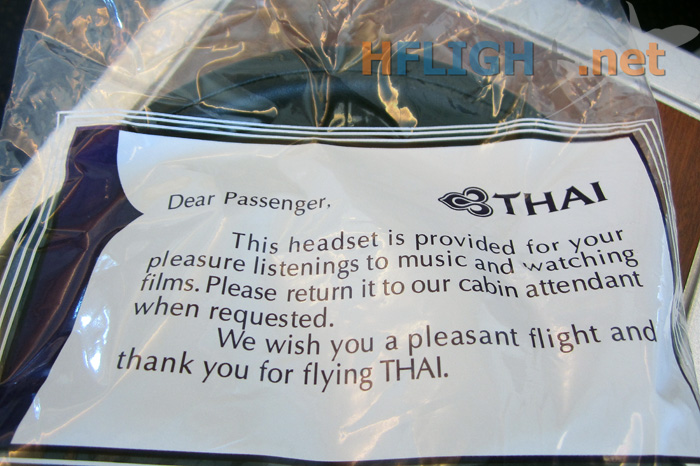 HFLIGHT.net
Dear Passenger,
THAI
This headset is provided for your
pleasure listenings to music and watching
films. Please return it to our cabin attendant
when requested.
We wish you a pleasant flight and
thank you for flying THAI.